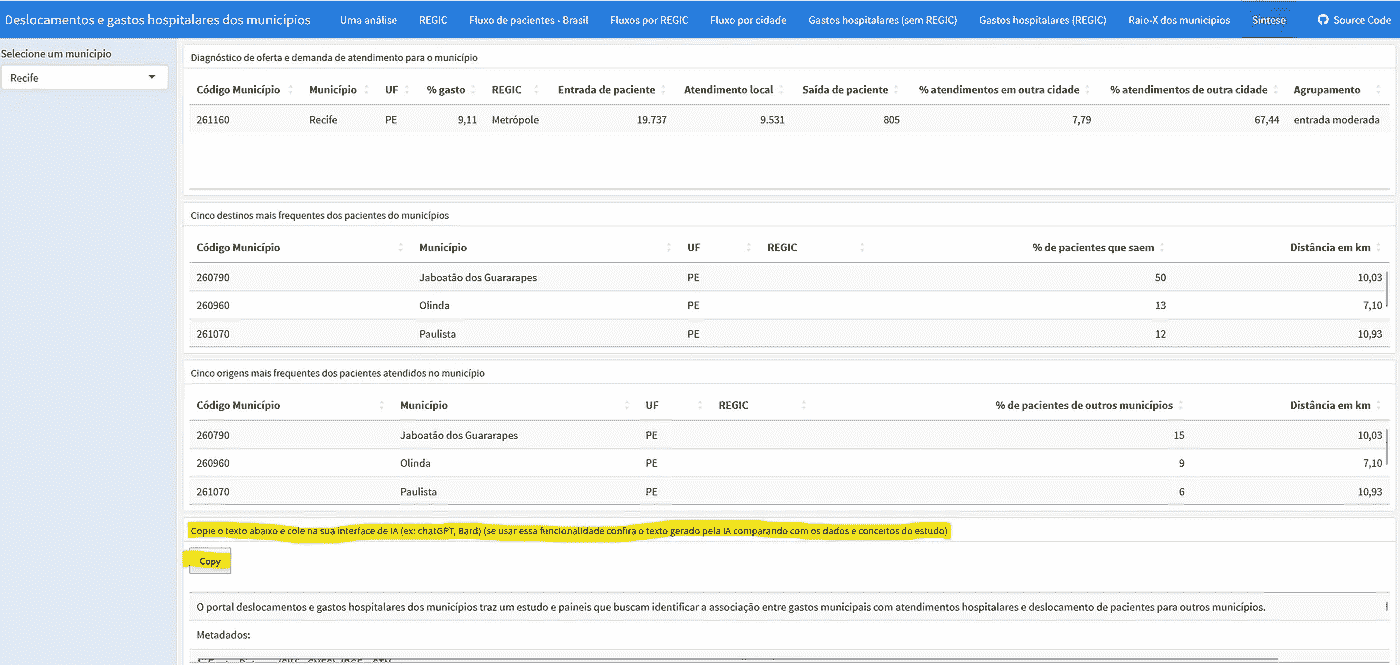 Deslocamentos e gastos hospitalares dos municípios Uma análise REGIC Fluxo de pacientes - Brasil Fluxos por REGIC Fluxo por cidade Gastos hospitalares (sem REGIC) Gastos hospitalares (REGIC) Raio-X dos municípios Síntese Source Code
Selecione um município
Recife
Diagnóstico de oferta e demanda de atendimento para o município
Código Município Município UF % gasto REGIC Entrada de paciente Atendimento local Saída de paciente % atendimentos em outra cidade % atendimentos de outra cidade Agrupamento
261160 Recife PE 9,11 Metrópole 19.737 9.531 805 7,79 67,44 entrada moderada
Cinco destinos mais frequentes dos pacientes do municípios
Código Município Município UF REGIC % de pacientes que saem Distância em km
260790 Jaboatão dos Guararapes PE 50 10,03
260960 Olinda PE 13 7,10
261070 Paulista PE 12 10,93
Cinco origens mais frequentes dos pacientes atendidos no município
Código Município Município UF REGIC % de pacientes de outros municípios Distância em km
260790 Jaboatão dos Guararapes PE 15 10,03
260960 Olinda PE 9 7,10
261070 Paulista PE 6 10,93
Copie o texto abaixo e cole na sua interface de IA (ex: chatGPT, Bard) (se usar essa funcionalidade confira o texto gerado pela IA comparando com os dados e conceitos do estudo)
Copy
O portal deslocamentos e gastos hospitalares dos municípios traz um estudo e paineis que buscam identificar a associação entre gastos municipais com atendimentos hospitalares e deslocamento de pacientes para outros municípios.
Metadados: